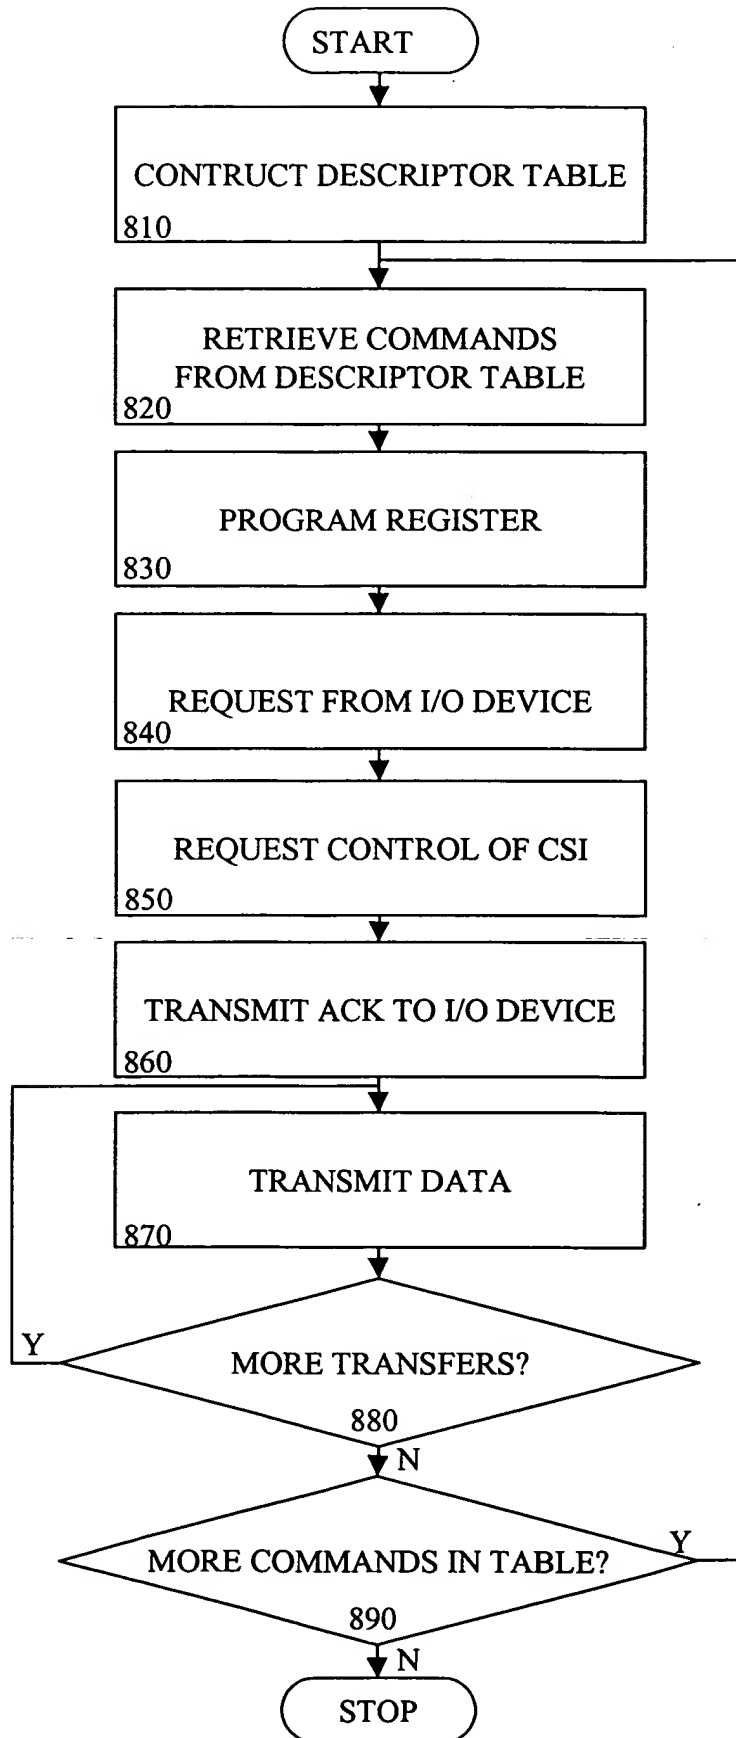 START
CONTRUCT DESCRIPTOR TABLE
810
RETRIEVE COMMANDS
FROM DESCRIPTOR TABLE
820
PROGRAM REGISTER
830
REQUEST FROM I/O DEVICE
840
REQUEST CONTROL OF CSI
850
TRANSMIT ACK TO I/O DEVICE
860
TRANSMIT DATA
870
Y
MORE TRANSFERS?
880
N
MORE COMMANDS IN TABLE?
Y
890
N
STOP